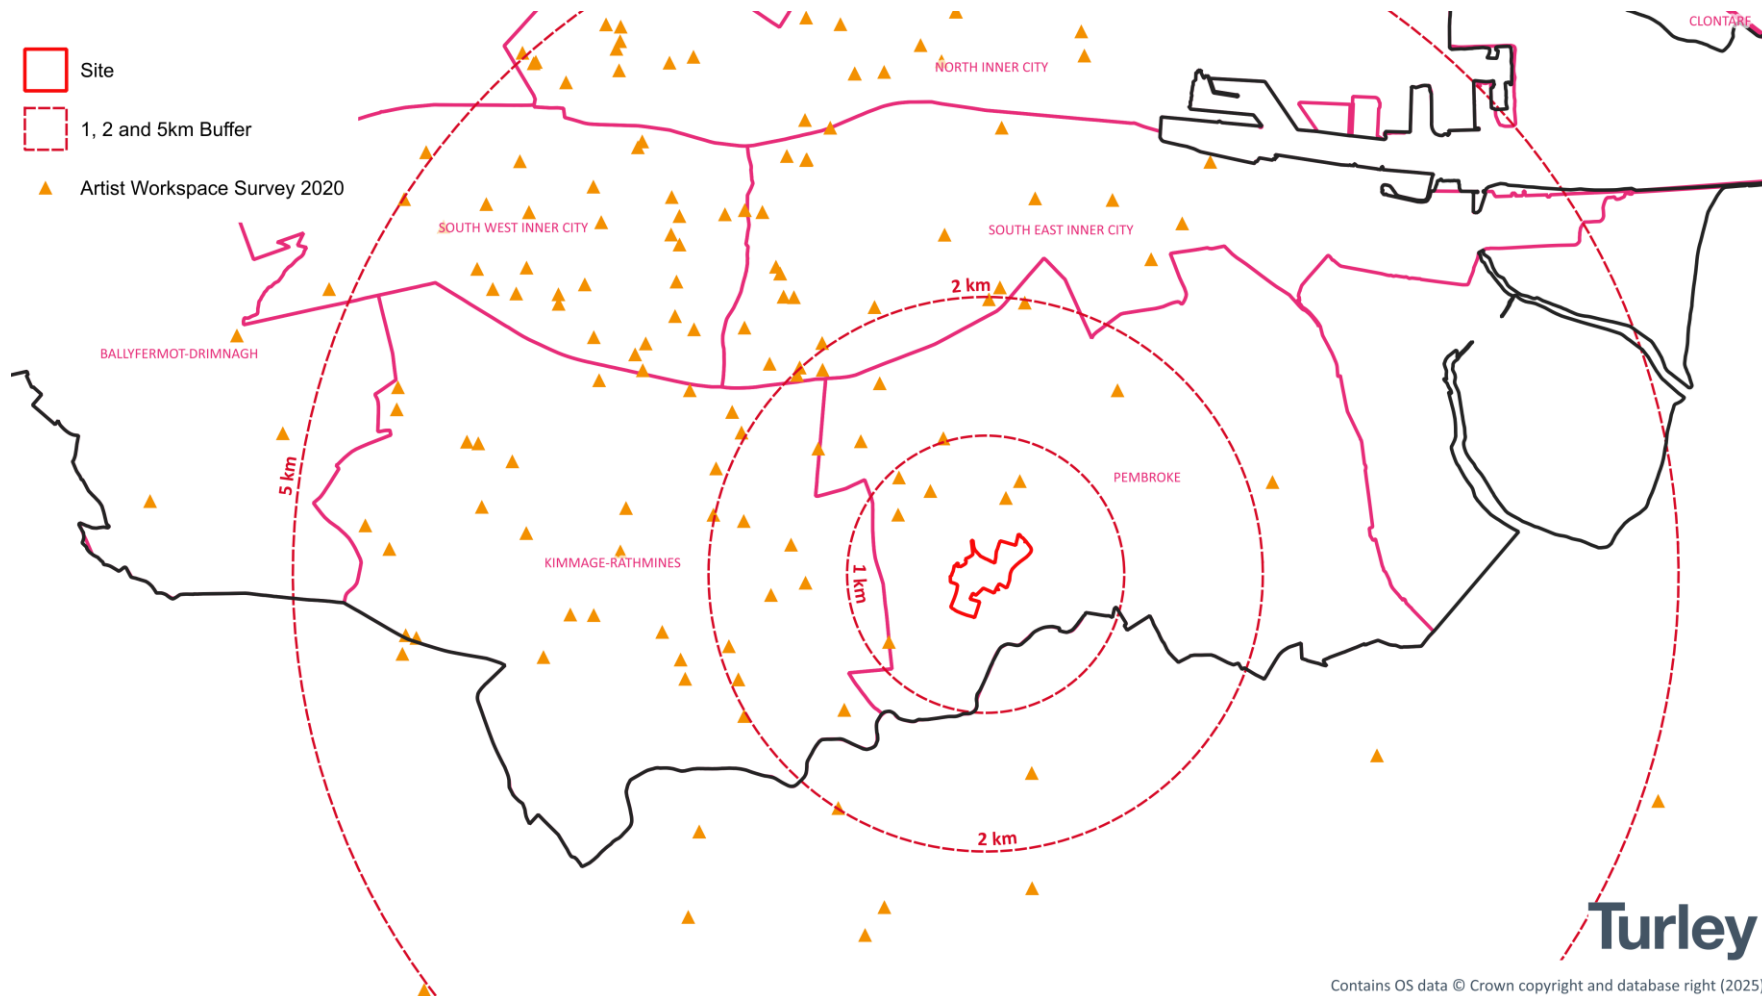 CLONTARF
NORTH INNER CITY
Site
1, 2 and 5km Buffer
Artist Workspace Survey 2020
SOUTH WEST INNER CITY
SOUTH EAST INNER CITY
2 km
BALLYFERMOT-DRIMNAGH
5 km
PEMBROKE
KIMMAGE-RATHMINES
1 km
2 km
Turley
Contains OS data © Crown copyright and database right (2025)